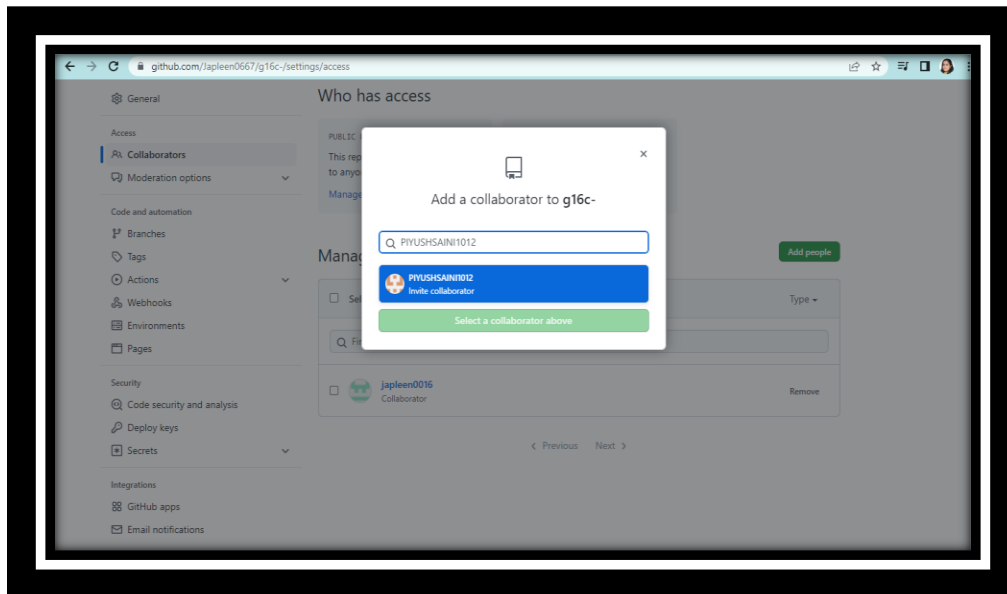 github.com/Japleen0667/g16c-/settings/access
General
Who has access
Access
PUBLIC
Collaborators
This rep
Moderation options
to anyo
Manage
Add a collaborator to g16c-
Code and automation
Branches
PIYUSHSAINI1012
Tags
Manag
Add people
Actions
PIYUSHSAINI1012
Invite collaborator
Webhooks
Sel
Type
Select a collaborator above
Environments
Pages
Fi
Security
japleen0016
Code security and analysis
Collaborator
Remove
Deploy keys
Secrets
Previous Next
Integrations
GitHub apps
Email notifications